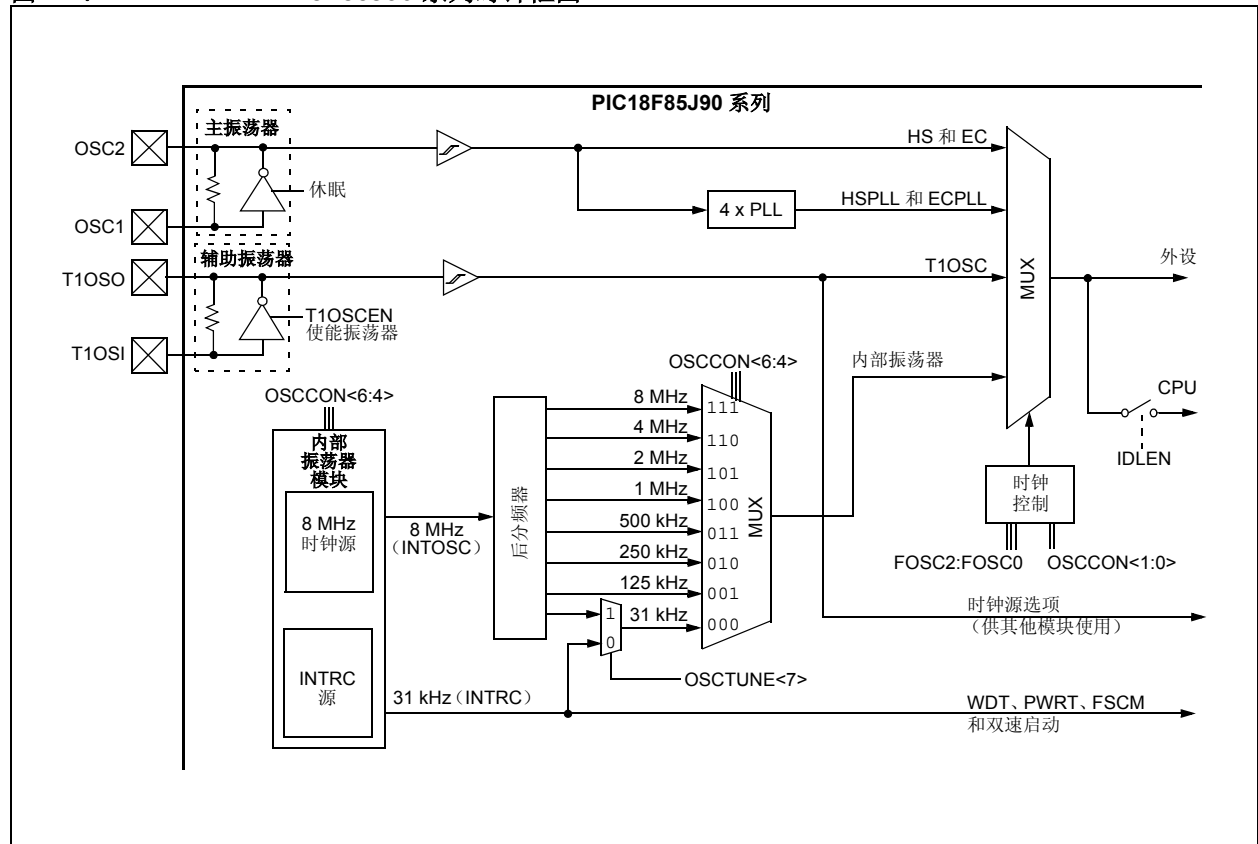 PIC18F85J90 系列
主振荡器
OSC2
休眠
OSC1
HS 和 EC
4 x PLL
HSPLL 和 ECPLL
辅助振荡器
T1OSO
T1OSCEN
使能振荡器
T1OSI
T1OSC
MUX
外设
内部振荡器
CPU
IDLEN
时钟
控制
FOSC2:FOSC0
OSCCON<1:0>
OSCCON<6:4>
内部
振荡器
模块
8 MHz
时钟源
INTRC
源
8 MHz
（INTOSC）
后分频器
OSCCON<6:4>
8 MHz
111
4 MHz
110
2 MHz
101
1 MHz
100
500 kHz
011
250 kHz
010
125 kHz
001
1
0
31 kHz
000
MUX
OSCTUNE<7>
31 kHz（INTRC）
时钟源选项
（供其他模块使用）
WDT、PWRT、FSCM
和双速启动